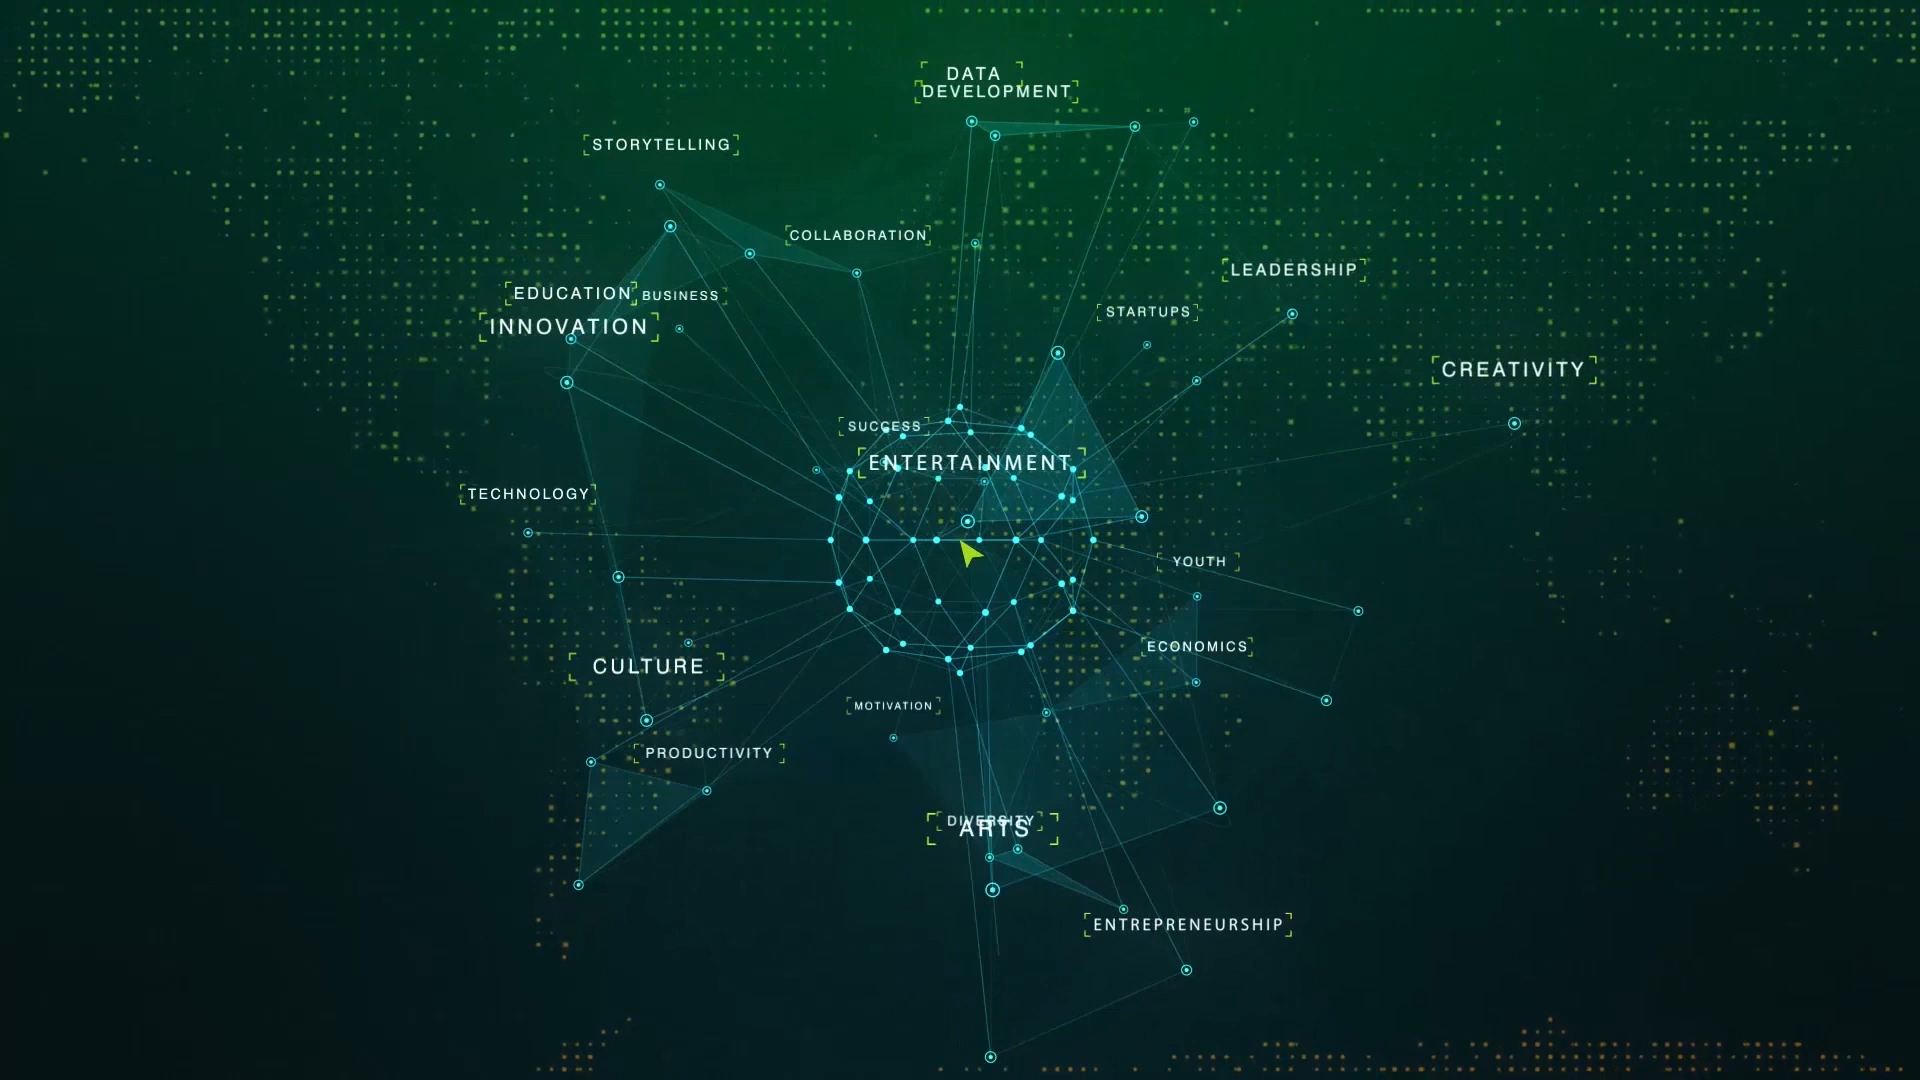 DATA
DEVELOPMENT
STORYTELLING
COLLABORATION
LEADERSHIP
EDUCATION
BUSINESS
STARTUPS
INNOVATION
CREATIVITY
SUCCESS
ENTERTAINMENT
TECHNOLOGY
YOUTH
ECONOMICS
CULTURE
MOTIVATION
PRODUCTIVITY
DIVERSITY
ARTS
ENTREPRENEURSHIP